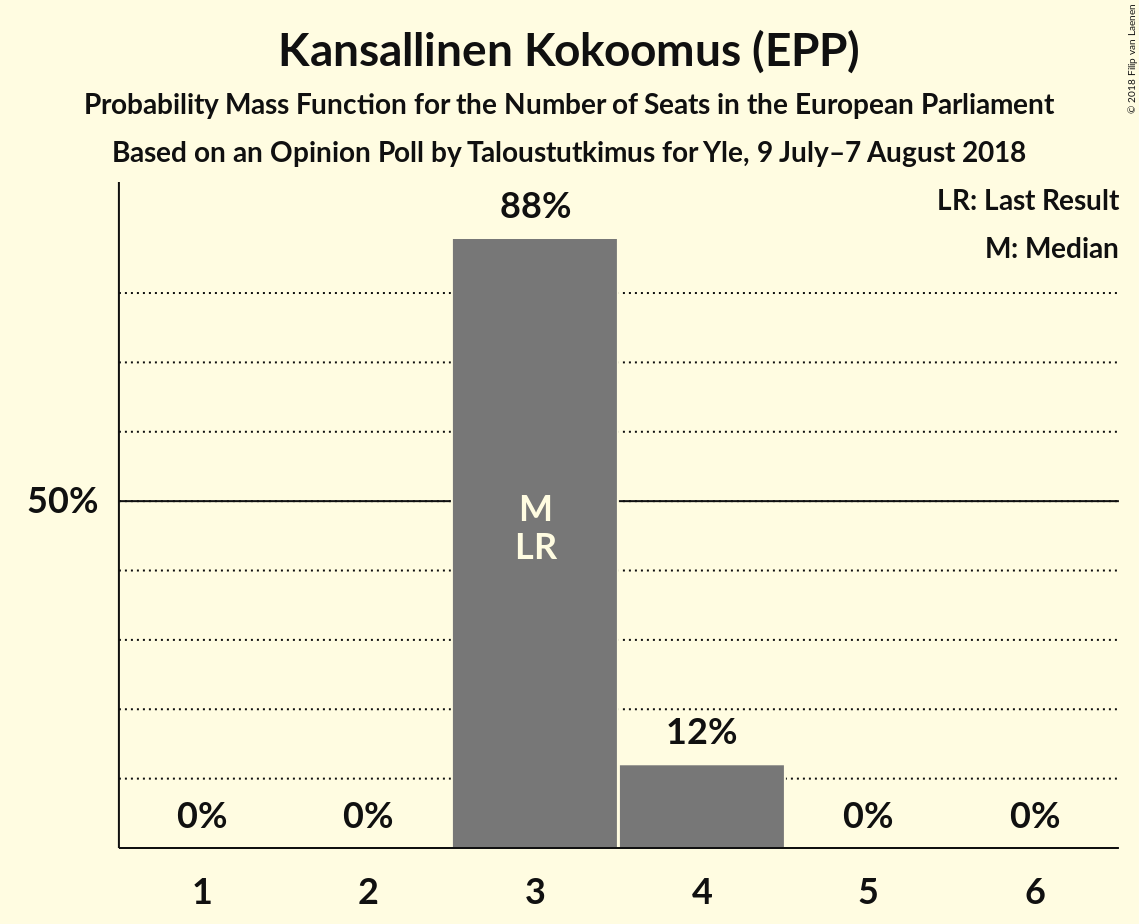 Kansallinen Kokoomus (EPP)
Probability Mass Function for the Number of Seats in the European Parliament
Based on an Opinion Poll by Taloustutkimus for Yle, 9 July–7 August 2018
© 2018 Filip van Laenen
LR: Last Result
M: Median
88%
50%
M
LR
12%
0% 0% 0% 0%
1 2 3 4 5 6